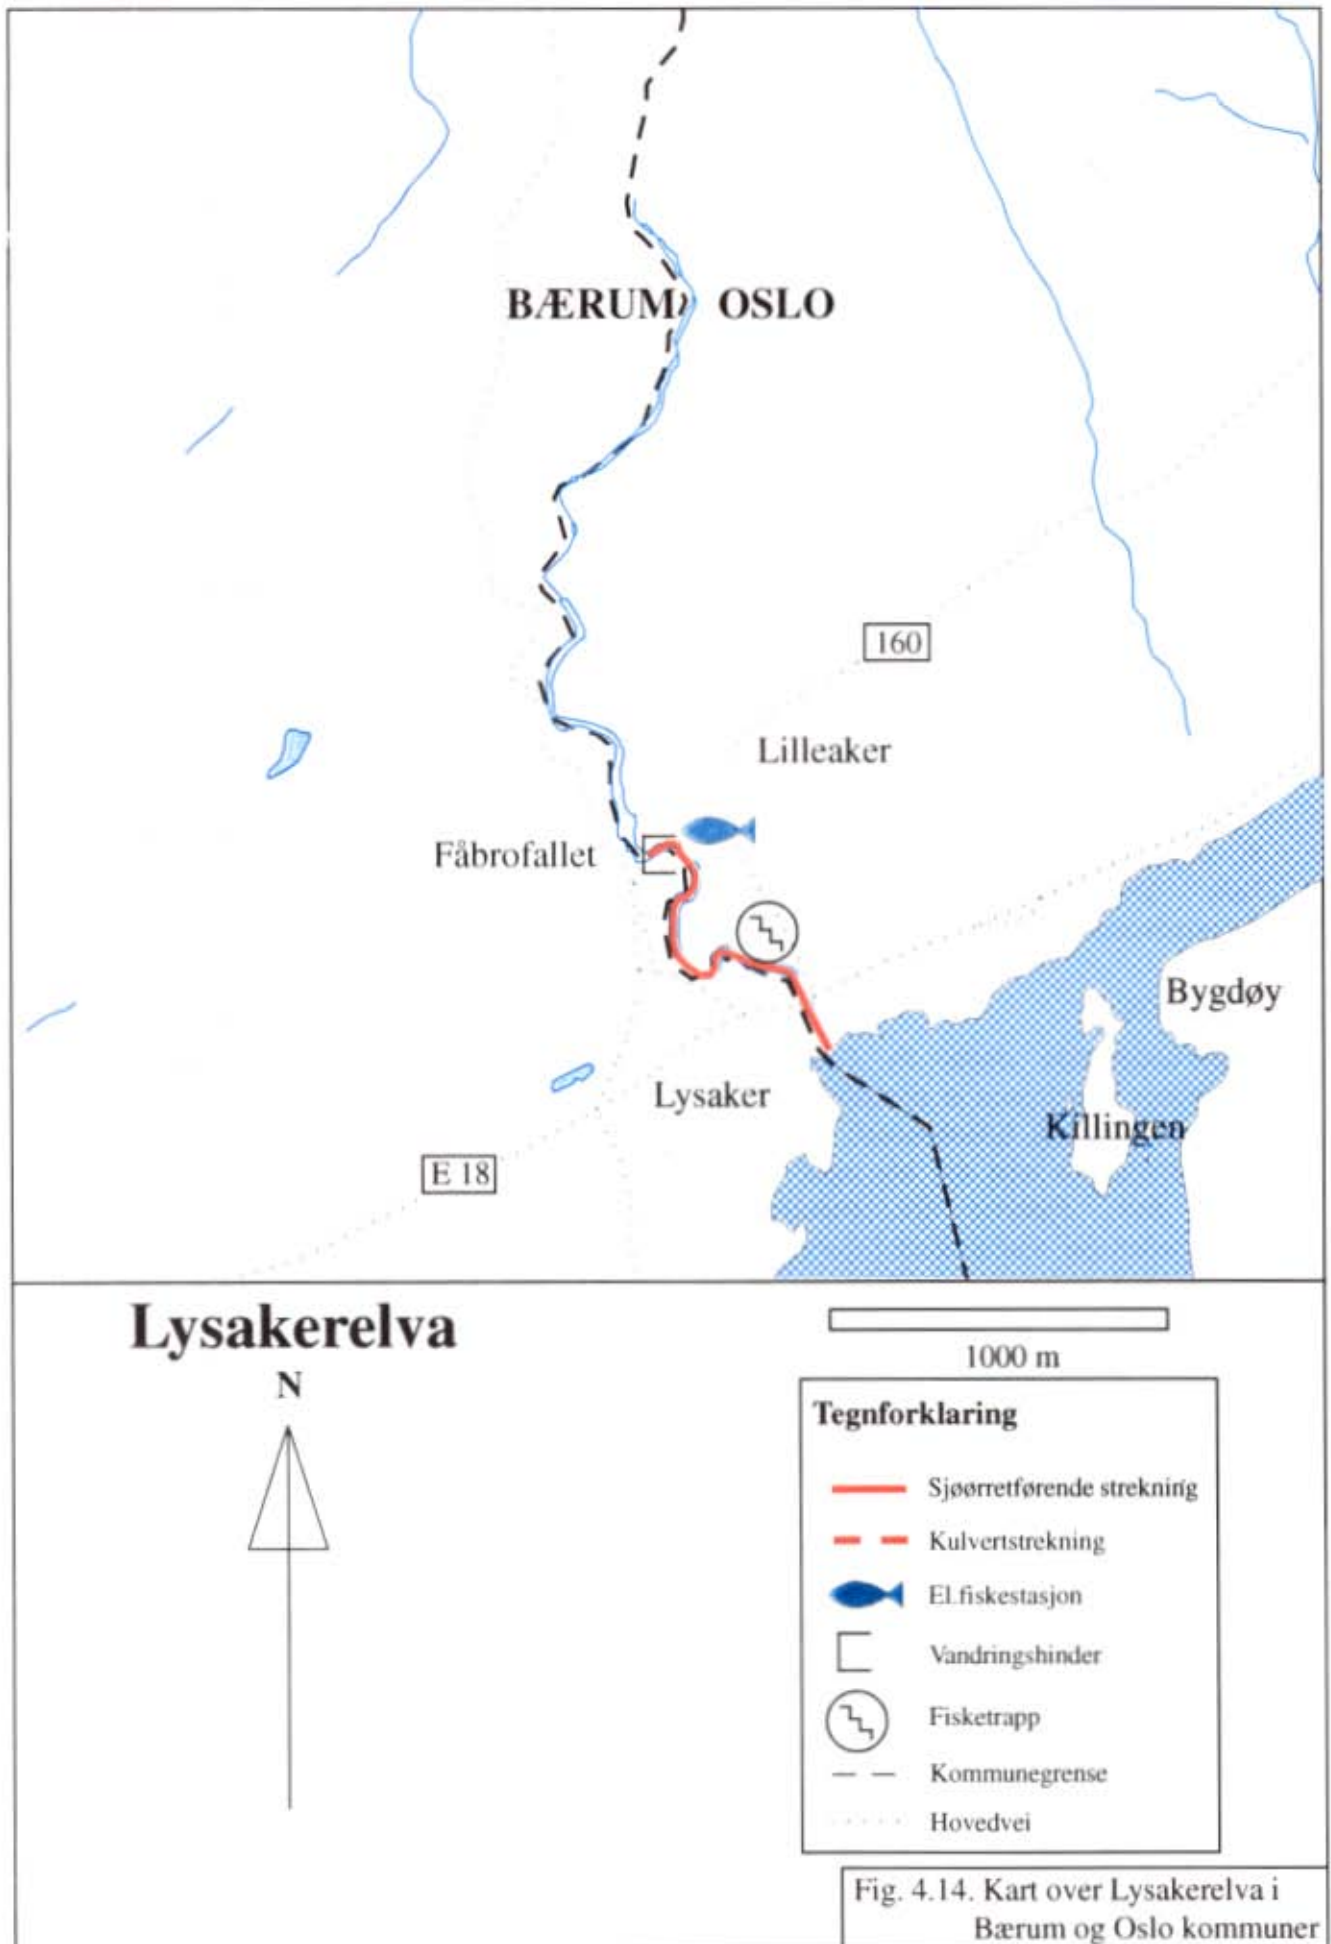 BÆRUM OSLO
160
Lilleaker
Fåbrofallet
Bygdøy
Lysaker
Killingen
E 18
Lysakerelva
N
1000 m
Tegnforklaring
Sjøørretførende strekning
Kulvertstrekning
El.fiskestasjon
Vandringshinder
Fisketrapp
Kommunegrense
Hovedvei
Fig. 4.14. Kart over Lysakerelva i
Bærum og Oslo kommuner